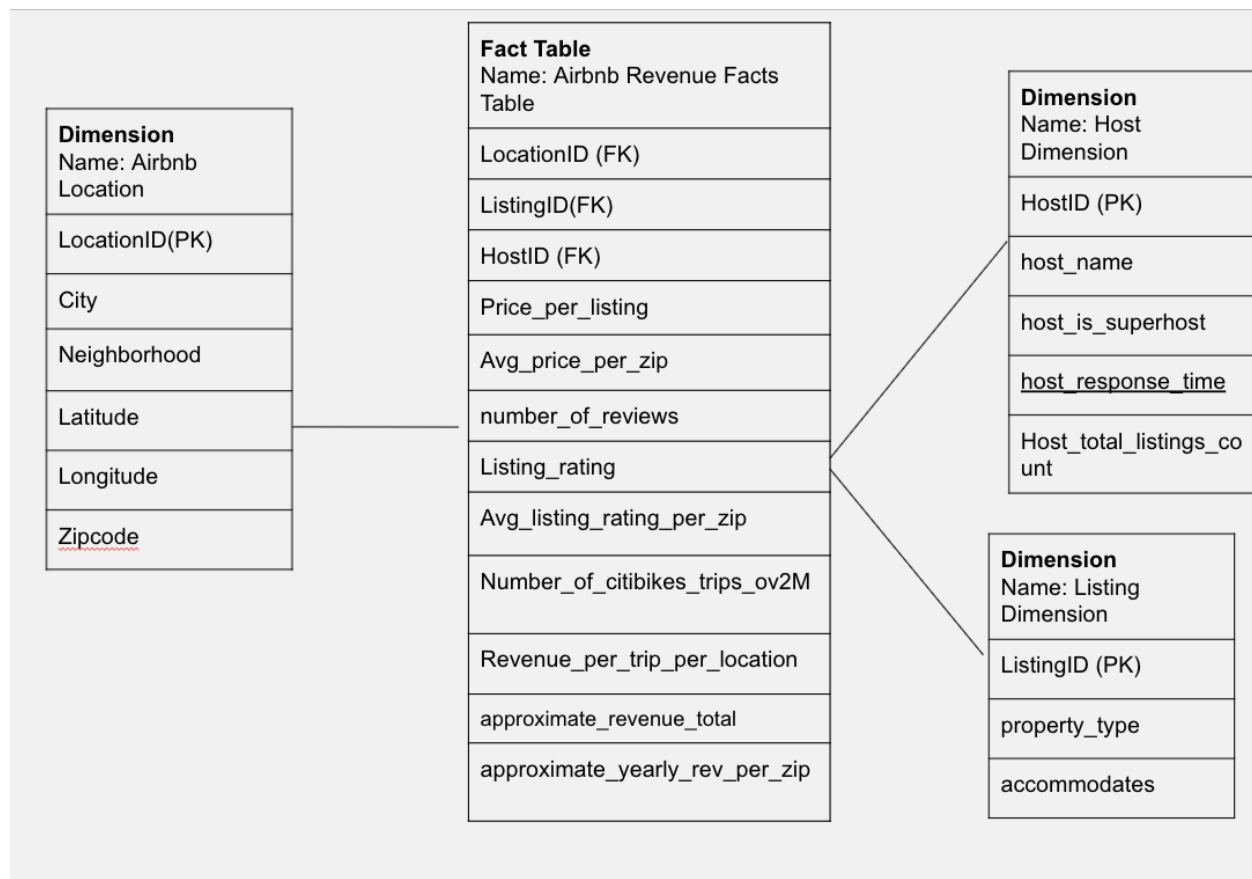 Dimension
Name: Airbnb
Location
LocationID(PK)
City
Neighborhood
Latitude
Longitude
Zipcode
Fact Table
Name: Airbnb Revenue Facts
Table
LocationID (FK)
ListingID(FK)
HostID (FK)
Price_per_listing
Avg_price_per_zip
number_of_reviews
Listing_rating
Avg_listing_rating_per_zip
Number_of_citibikes_trips_ov2M
Revenue_per_trip_per_location
approximate_revenue_total
approximate_yearly_rev_per_zip
Dimension
Name: Host
Dimension
HostID (PK)
host_name
host_is_superhost
host_response_time
Host_total_listings_co
unt
Dimension
Name: Listing
Dimension
ListingID (PK)
property_type
accommodates